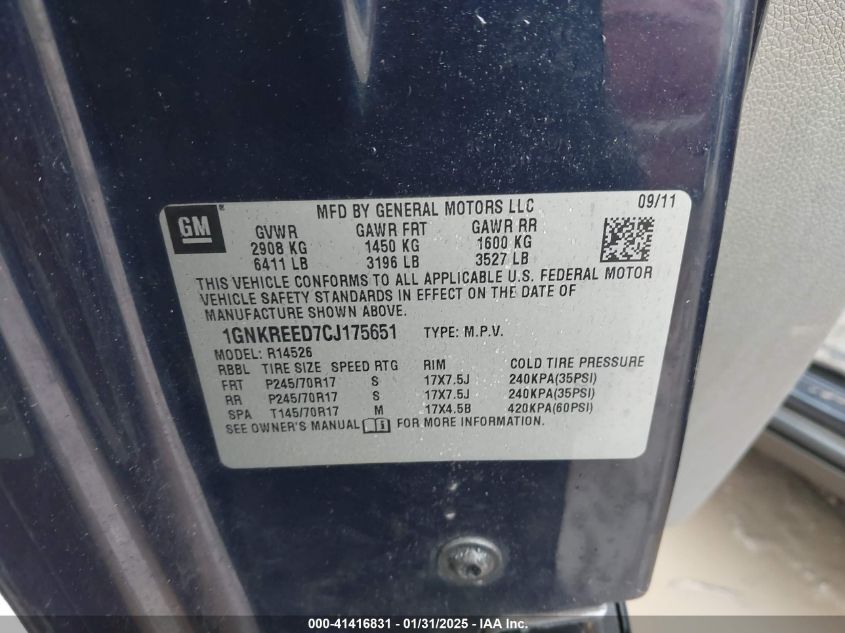 GM
MFD BY GENERAL MOTORS LLC 09/11
GVWR GAWR FRT GAWR RR
2908 KG 1450 KG 1600 KG
6411 LB 3196 LB 3527 LB
THIS VEHICLE CONFORMS TO ALL APPLICABLE U.S. FEDERAL MOTOR
VEHICLE SAFETY STANDARDS IN EFFECT ON THE DATE OF
MANUFACTURE SHOWN ABOVE.
1GNKREED7CJ175651 TYPE: M.P.V.
MODEL: R14526
RBBL TIRE SIZE SPEED RTG RIM COLD TIRE PRESSURE
FRT P245/70R17 S 17X7.5J 240KPA(35PSI)
RR P245/70R17 S 17X7.5J 240KPA(35PSI)
SPA T145/70R17 M 17X4.5B 420KPA(60PSI)
SEE OWNER'S MANUAL i FOR MORE INFORMATION.
000-41416831 - 01/31/2025 - IAA Inc.